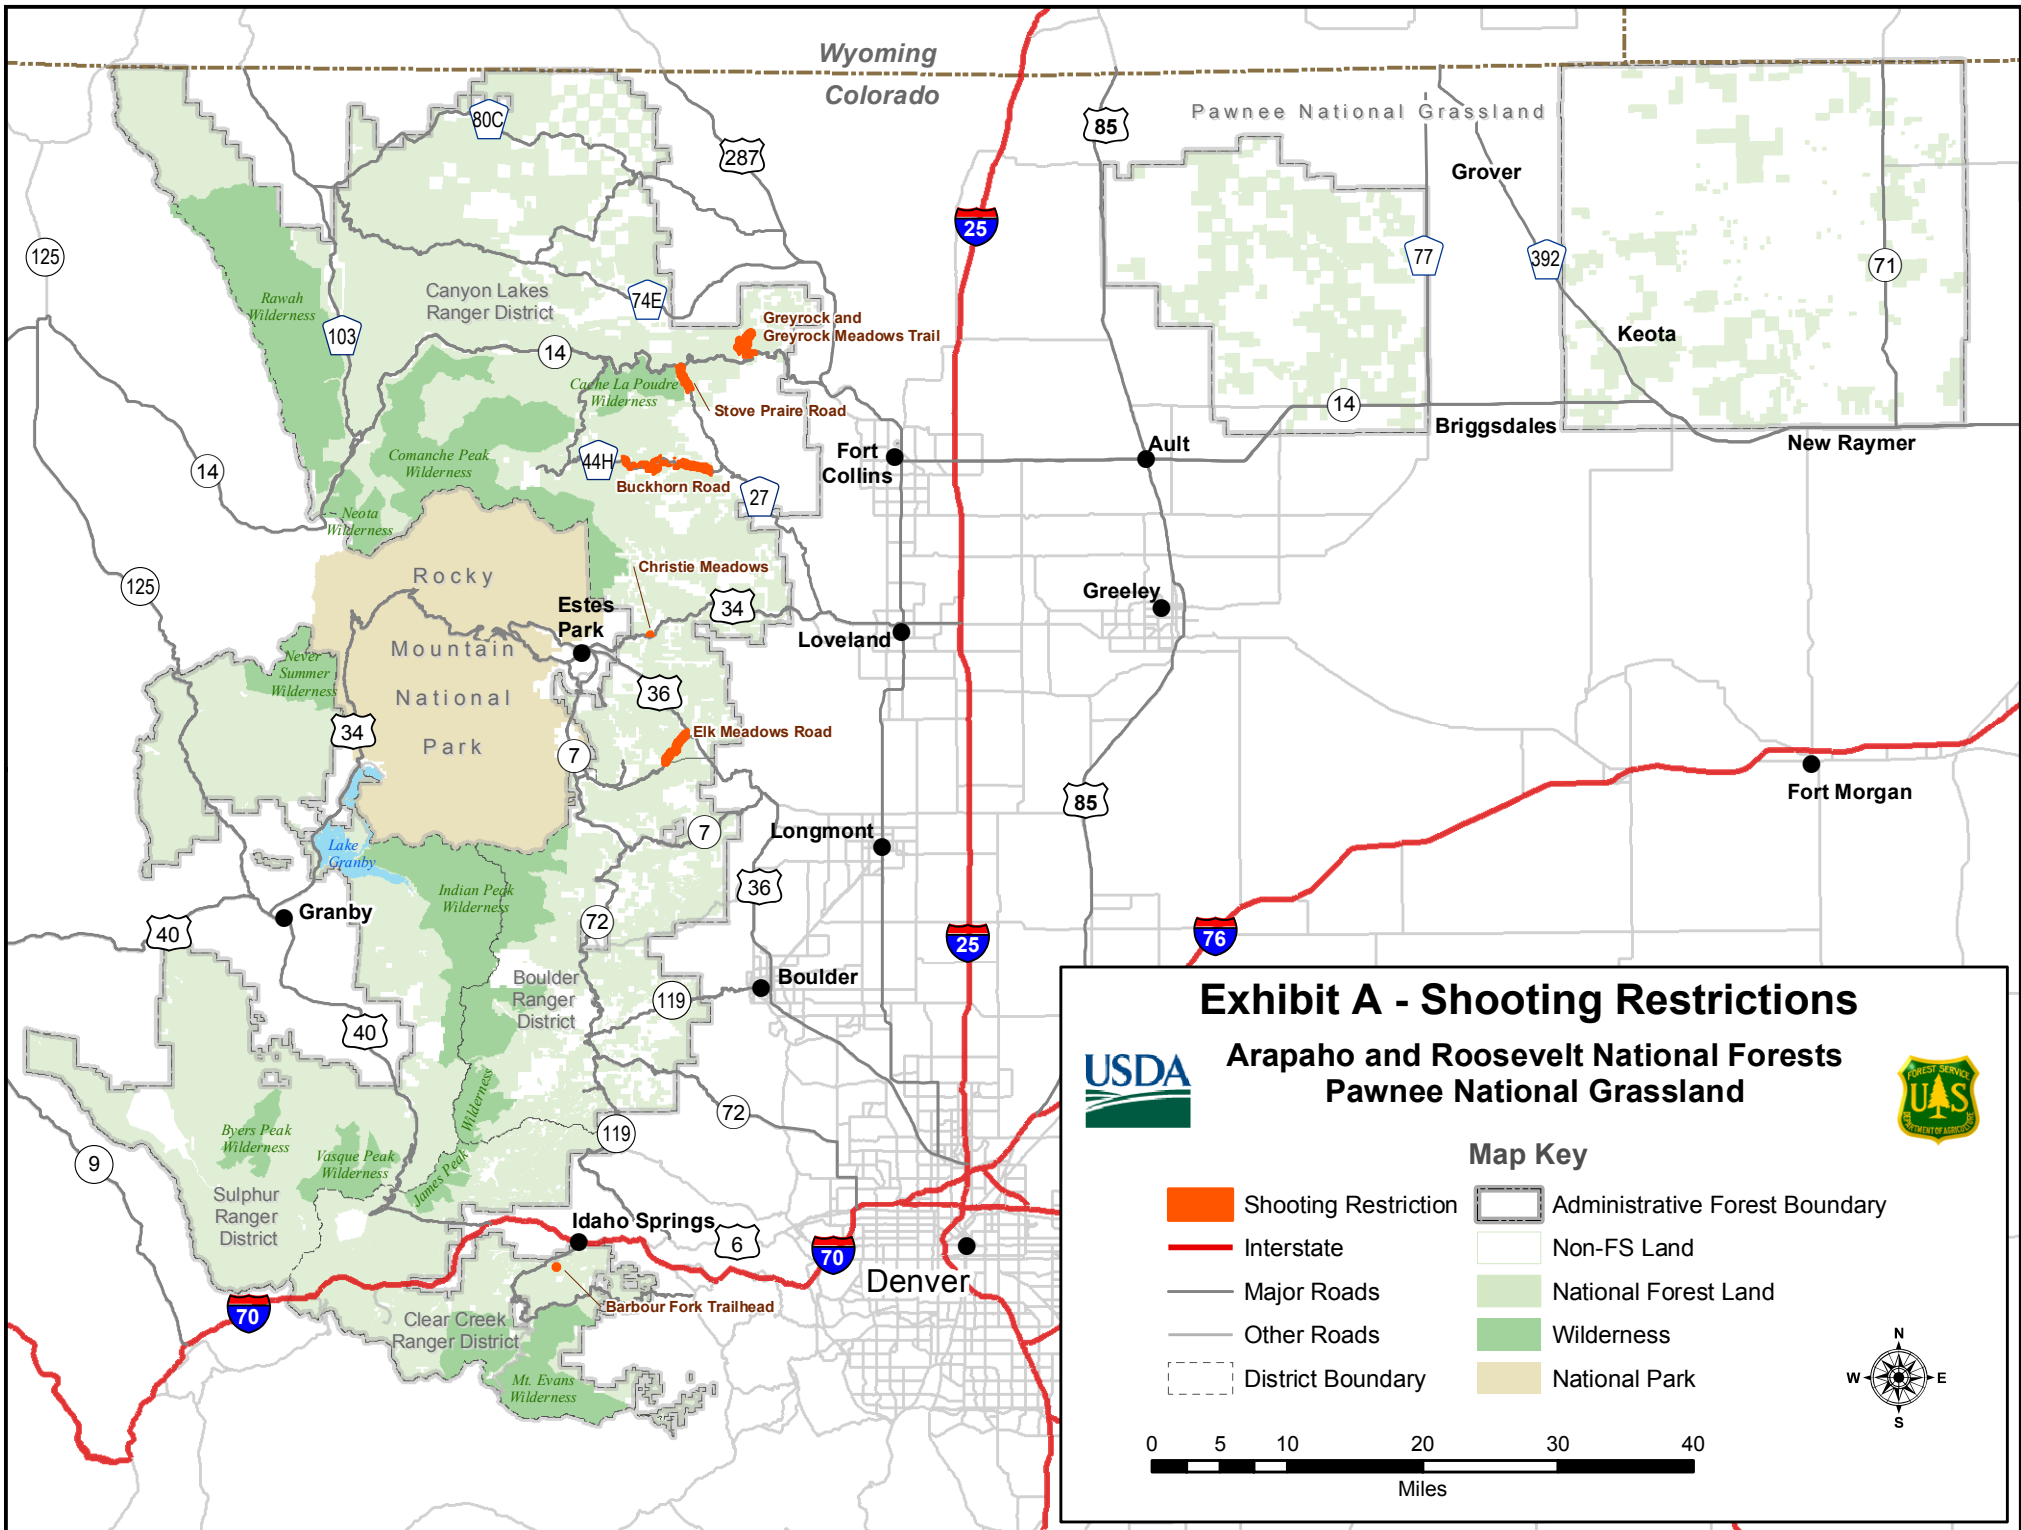 Wyoming
Colorado
80C
287
85
Pawnee National Grassland
Grover
25
125
77
392
71
Rawah
Wilderness
Canyon Lakes
Ranger District
74E
103
Greyrock and
Greyrock Meadows Trail
Keota
14
Cache La Poudre
Wilderness
Stove Praire Road
14
Briggsdales
New Raymer
Fort
Collins
Ault
Comanche Peak
Wilderness
14
44H
Buckhorn Road
27
Neota
Wilderness
Christie Meadows
125
Rocky
Mountain
National
Park
Estes
Park
34
Greeley
Loveland
Never
Summer
Wilderness
36
34
Elk Meadows Road
7
85
Fort Morgan
Longmont
7
Lake
Granby
36
Indian Peak
Wilderness
Granby
40
72
25
76
Boulder
Boulder
Ranger
District
119
40
Wilderness
James Peak
72
119
Byers Peak
Wilderness
Vasque Peak
Wilderness
9
Sulphur
Ranger
District
Idaho Springs
6
70
Denver
70
Barbour Fork Trailhead
Clear Creek
Ranger District
Mt. Evans
Wilderness
Exhibit A - Shooting Restrictions
Arapaho and Roosevelt National Forests
Pawnee National Grassland
USDA
FOREST SERVICE
UAS
DEPARTMENT OF AGRICULTURE
Map Key
Shooting Restriction
Interstate
Major Roads
Other Roads
District Boundary
Administrative Forest Boundary
Non-FS Land
National Forest Land
Wilderness
National Park
N
W E
S
0 5 10 20 30 40
Miles